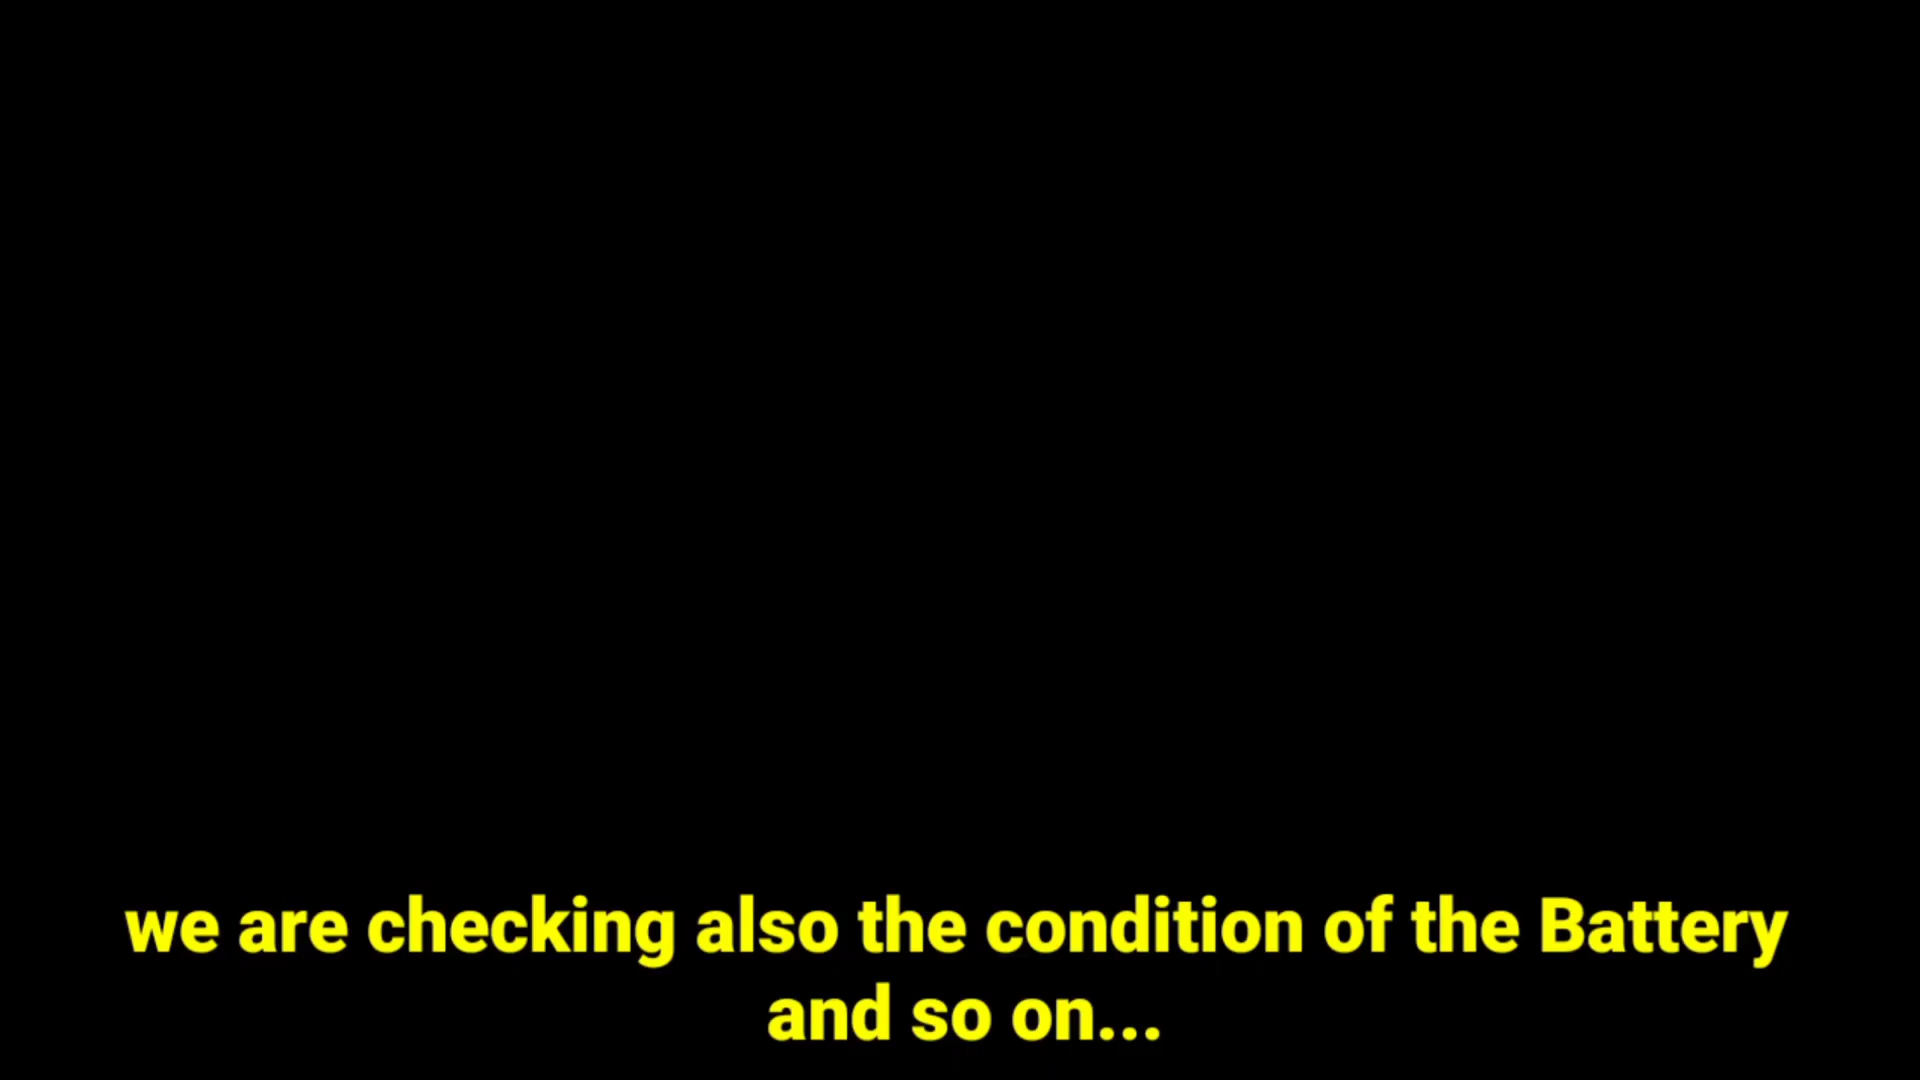 we are checking also the condition of the Battery
and so on...